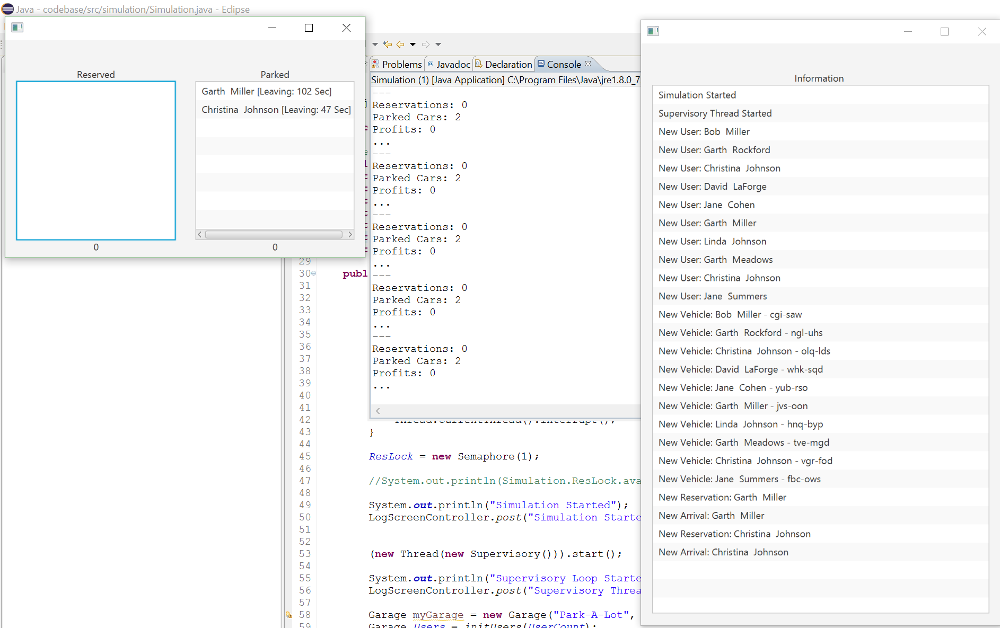 Java - codebase/src/simulation/Simulation.java - Eclipse
Reserved
0
Parked
Garth  Miller [Leaving: 102 Sec]
Christina  Johnson [Leaving: 47 Sec]
0
Problems
@ Javadoc
Declaration
Console
Simulation (1) [Java Application] C:\Program Files\Java\jre1.8.0_7
---
Reservations: 0
Parked Cars: 2
Profits: 0
...
---
Reservations: 0
Parked Cars: 2
Profits: 0
...
---
Reservations: 0
Parked Cars: 2
Profits: 0
...
---
Reservations: 0
Parked Cars: 2
Profits: 0
...
---
Reservations: 0
Parked Cars: 2
Profits: 0
...
29
30 publ
31
32
33
34
35
36
37
38
39
40
41
42 Thread.currentThread().interrupt();
43 }
44
45 ResLock = new Semaphore(1);
46
47 //System.out.println(Simulation.ResLock.ava
48
49 System.out.println("Simulation Started");
50 LogScreenController.post("Simulation Starte
51
52
53 (new Thread(new Supervisory())).start();
54
55 System.out.println("Supervisory Loop Starte
56 LogScreenController.post("Supervisory Threa
57
58 Garage myGarage = new Garage("Park-A-Lot",
59 Garage.Users = initUsers(UserCount);
Information
Simulation Started
Supervisory Thread Started
New User: Bob  Miller
New User: Garth  Rockford
New User: Christina  Johnson
New User: David  LaForge
New User: Jane  Cohen
New User: Garth  Miller
New User: Linda  Johnson
New User: Garth  Meadows
New User: Christina  Johnson
New User: Jane  Summers
New Vehicle: Bob  Miller - cgi-saw
New Vehicle: Garth  Rockford - ngl-uhs
New Vehicle: Christina  Johnson - olq-lds
New Vehicle: David  LaForge - whk-sqd
New Vehicle: Jane  Cohen - yub-rso
New Vehicle: Garth  Miller - jvs-oon
New Vehicle: Linda  Johnson - hnq-byp
New Vehicle: Garth  Meadows - tve-mgd
New Vehicle: Christina  Johnson - vgr-fod
New Vehicle: Jane  Summers - fbc-ows
New Reservation: Garth  Miller
New Arrival: Garth  Miller
New Reservation: Christina  Johnson
New Arrival: Christina  Johnson